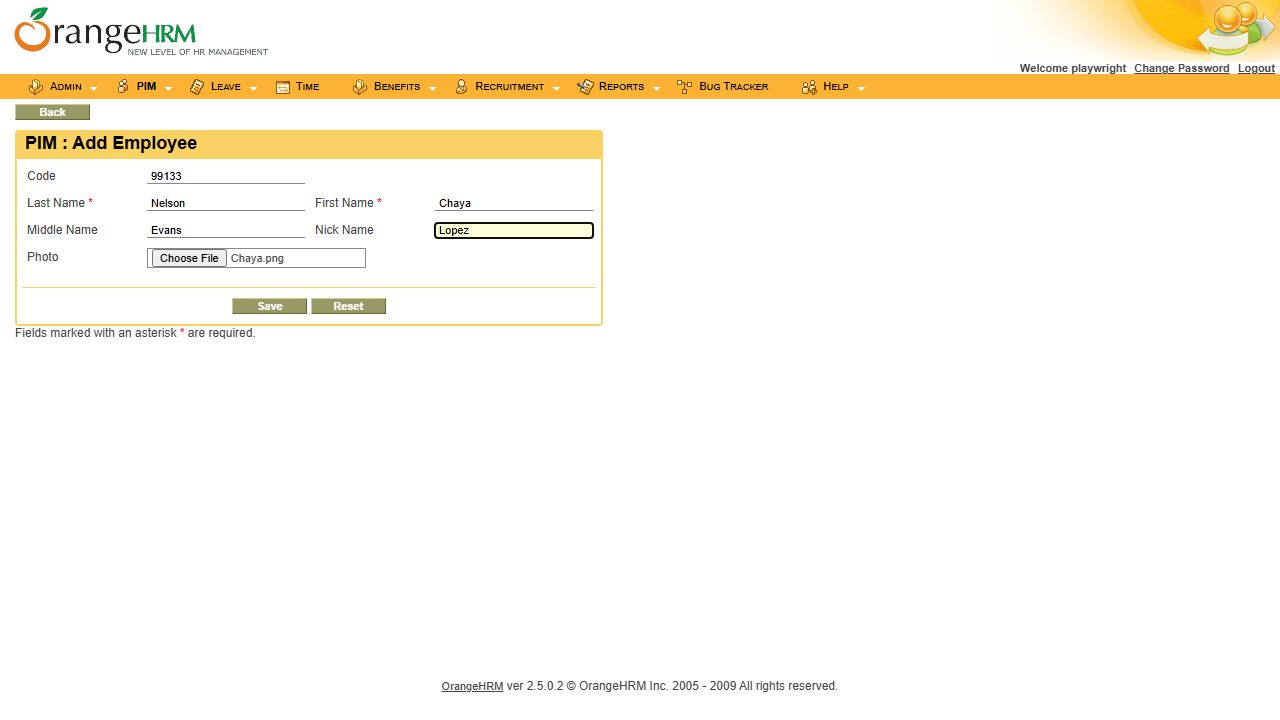 OrangeHRM
NEW LEVEL OF HR MANAGEMENT
Welcome playwright Change Password Logout
ADMIN PIM LEAVE TIME BENEFITS RECRUITMENT REPORTS BUG TRACKER HELP
Back
PIM : Add Employee
Code 99133
Last Name * Nelson First Name * Chaya
Middle Name Evans Nick Name Lopez
Photo Choose File Chaya.png
Save Reset
Fields marked with an asterisk * are required.
OrangeHRM ver 2.5.0.2 © OrangeHRM Inc. 2005 - 2009 All rights reserved.